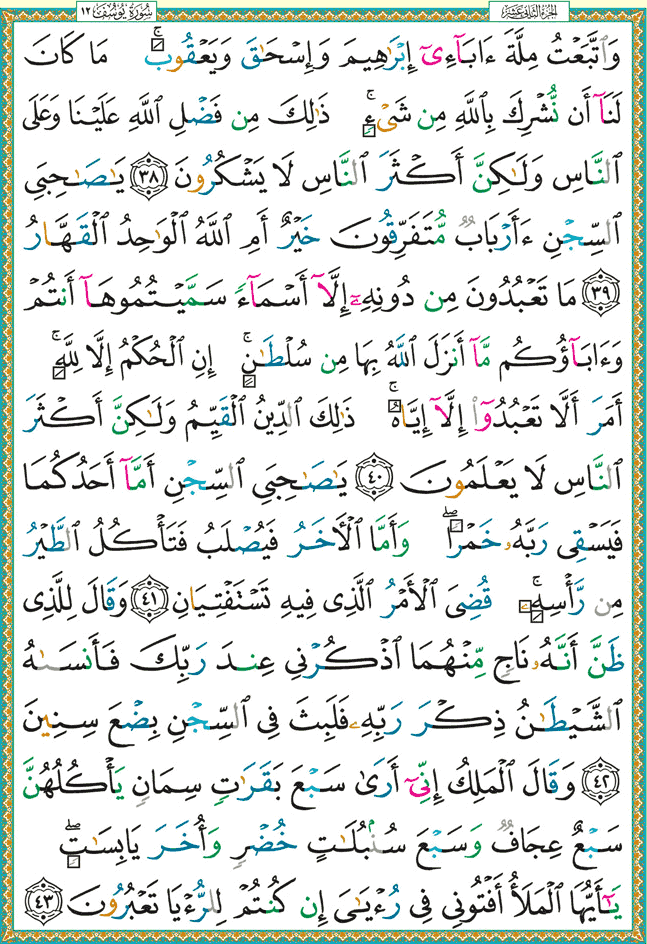 سُورَةُ يُوسُفَ ١٢ الجزء الثاني عشر
وَٱتَّبَعْتُ مِلَّةَ ءَابَآءِىٓ إِبْرَٰهِيمَ وَإِسْحَٰقَ وَيَعْقُوبَ ۚ مَا كَانَ
لَنَآ أَن نُّشْرِكَ بِٱللَّهِ مِن شَىْءٍ ۚ ذَٰلِكَ مِن فَضْلِ ٱللَّهِ عَلَيْنَا وَعَلَى
ٱلنَّاسِ وَلَٰكِنَّ أَكْثَرَ ٱلنَّاسِ لَا يَشْكُرُونَ ٣٨ يَٰصَٰحِبَىِ
ٱلسِّجْنِ ءَأَرْبَابٌ مُّتَفَرِّقُونَ خَيْرٌ أَمِ ٱللَّهُ ٱلْوَٰحِدُ ٱلْقَهَّارُ
٣٩ مَا تَعْبُدُونَ مِن دُونِهِۦٓ إِلَّآ أَسْمَآءً سَمَّيْتُمُوهَآ أَنتُمْ
وَءَابَآؤُكُم مَّآ أَنزَلَ ٱللَّهُ بِهَا مِن سُلْطَٰنٍ ۚ إِنِ ٱلْحُكْمُ إِلَّا لِلَّهِ ۚ
أَمَرَ أَلَّا تَعْبُدُوٓا۟ إِلَّآ إِيَّاهُ ۚ ذَٰلِكَ ٱلدِّينُ ٱلْقَيِّمُ وَلَٰكِنَّ أَكْثَرَ
ٱلنَّاسِ لَا يَعْلَمُونَ ٤٠ يَٰصَٰحِبَىِ ٱلسِّجْنِ أَمَّآ أَحَدُكُمَا
فَيَسْقِى رَبَّهُۥ خَمْرًا ۖ وَأَمَّا ٱلْءَاخَرُ فَيُصْلَبُ فَتَأْكُلُ ٱلطَّيْرُ
مِن رَّأْسِهِۦ ۚ قُضِىَ ٱلْأَمْرُ ٱلَّذِى فِيهِ تَسْتَفْتِيَانِ ٤١ وَقَالَ لِلَّذِى
ظَنَّ أَنَّهُۥ نَاجٍ مِّنْهُمَا ٱذْكُرْنِى عِندَ رَبِّكَ فَأَنسَىٰهُ
ٱلشَّيْطَٰنُ ذِكْرَ رَبِّهِۦ فَلَبِثَ فِى ٱلسِّجْنِ بِضْعَ سِنِينَ
٤٢ وَقَالَ ٱلْمَلِكُ إِنِّىٓ أَرَىٰ سَبْعَ بَقَرَٰتٍ سِمَانٍ يَأْكُلُهُنَّ
سَبْعٌ عِجَافٌ وَسَبْعَ سُنۢبُلَٰتٍ خُضْرٍ وَأُخَرَ يَابِسَٰتٍ ۖ
يَٰٓأَيُّهَا ٱلْمَلَأُ أَفْتُونِى فِى رُءْيَٰىَ إِن كُنتُمْ لِلرُّءْيَا تَعْبُرُونَ ٤٣